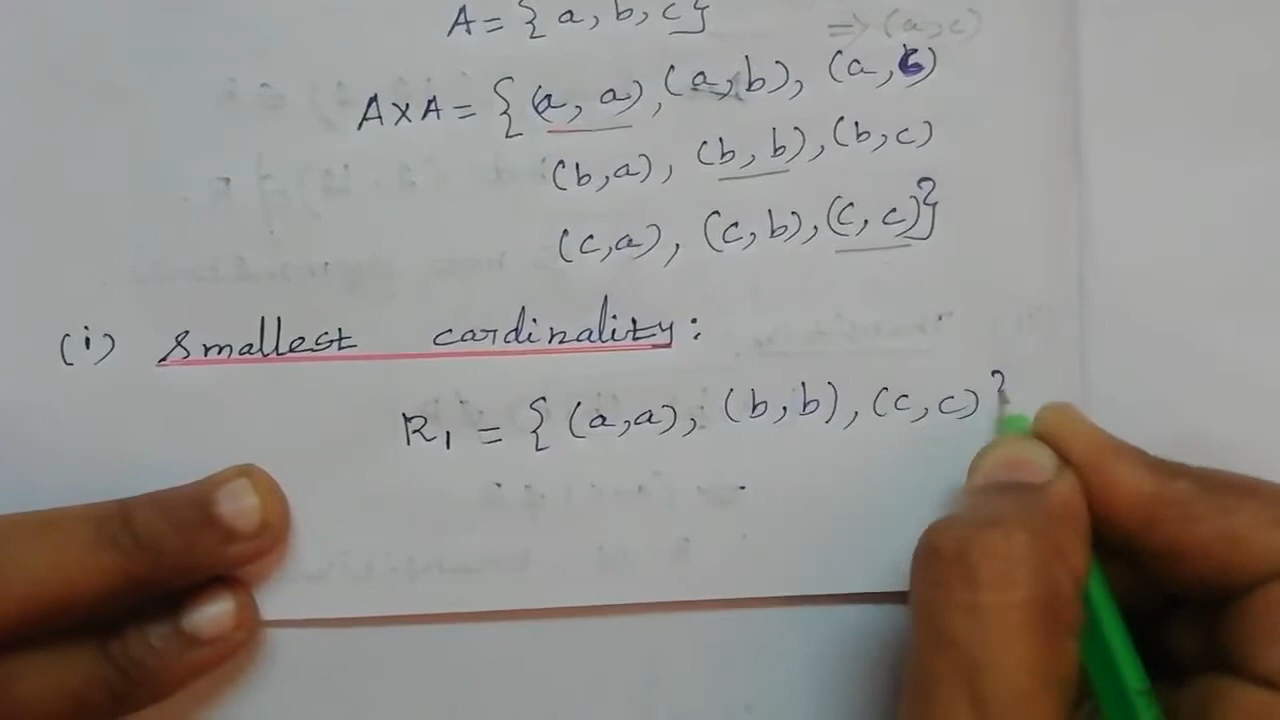 A = { a, b, c }
⇒ (a, c)
A×A = { (a, a), (a, b), (a, c)
(b, a), (b, b), (b, c)
(c, a), (c, b), (c, c) }
(i) Smallest cardinality :
R₁ = { (a, a), (b, b), (c, c) }